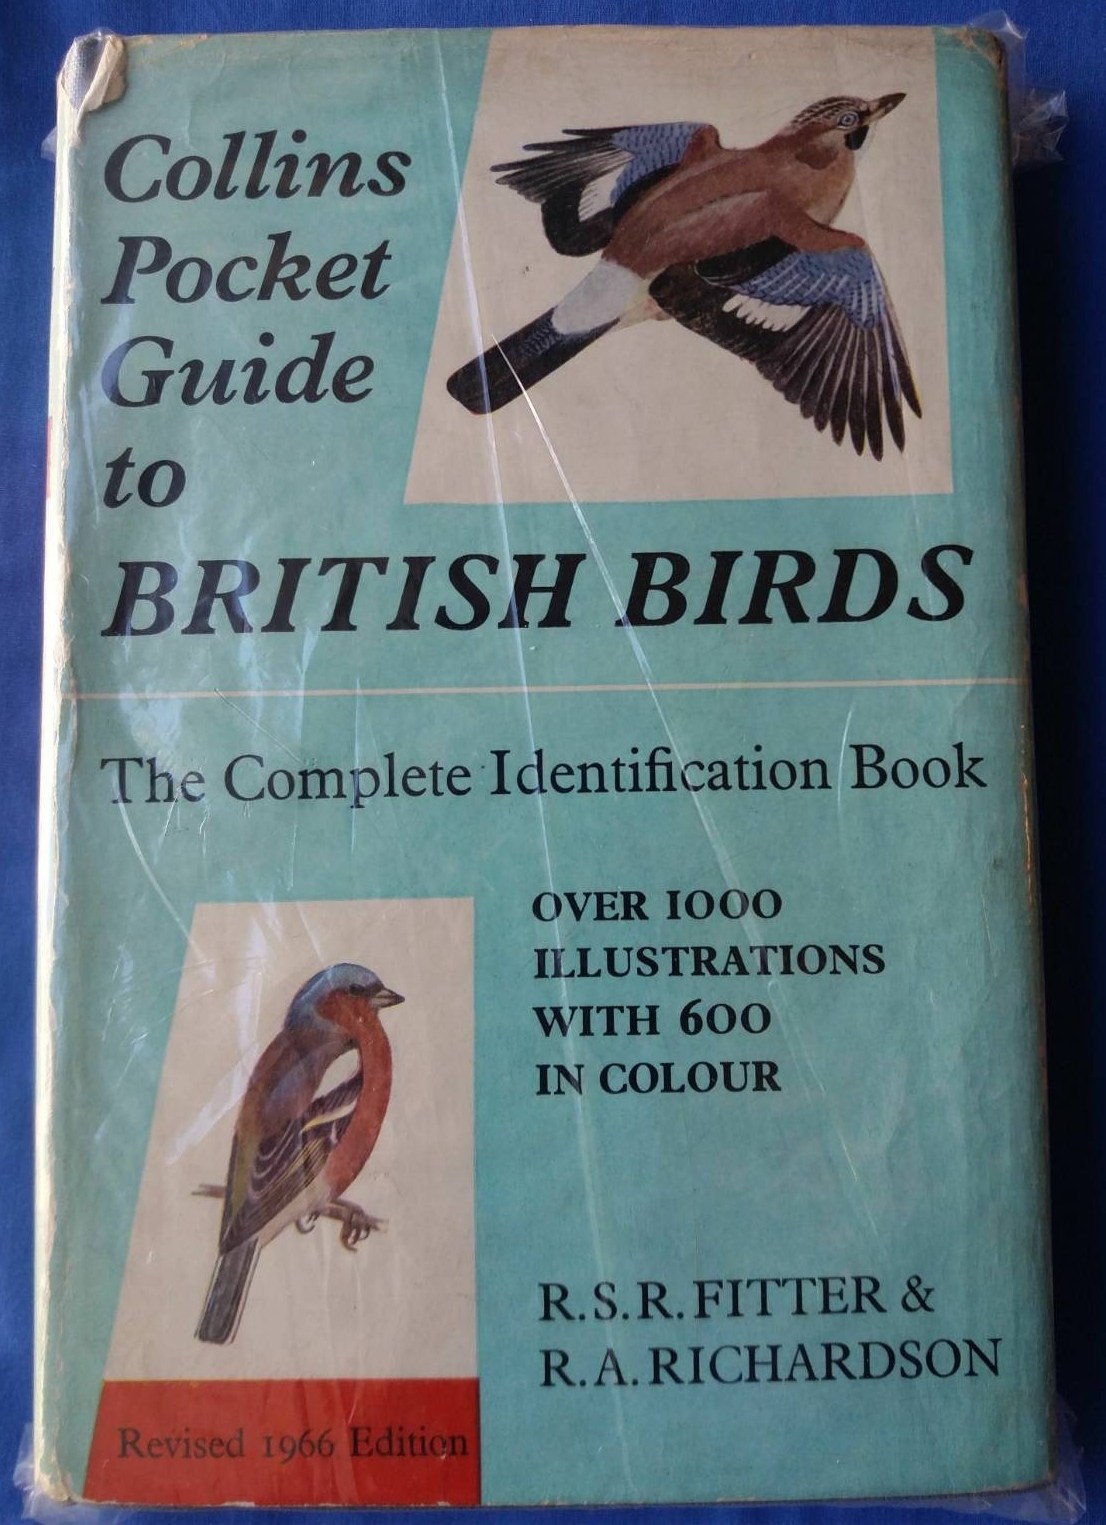 Collins
Pocket
Guide
to
BRITISH BIRDS
The Complete Identification Book
OVER 1000
ILLUSTRATIONS
WITH 600
IN COLOUR
R.S.R. FITTER &
R.A. RICHARDSON
Revised 1966 Edition